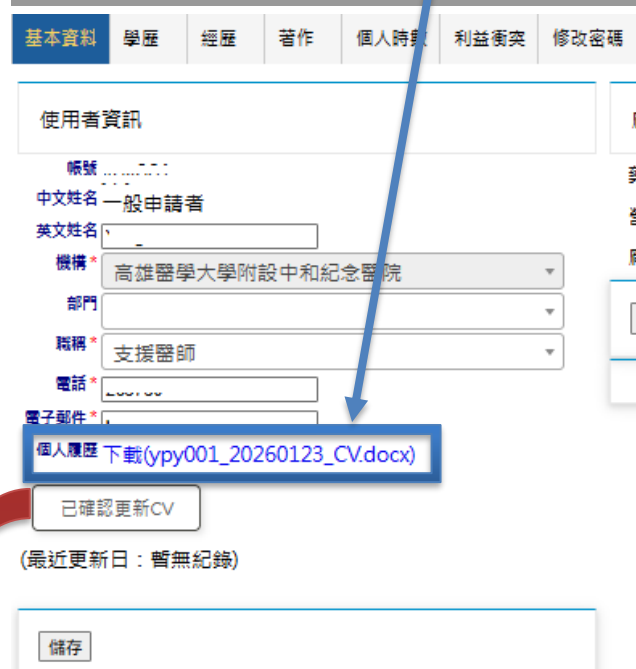 基本資料 學歷 經歷 著作 個人時數 利益衝突 修改密碼
使用者資訊
帳號
中文姓名 一般申請者
英文姓名
機構* 高雄醫學大學附設中和紀念醫院
部門
職稱* 支援醫師
電話*
電子郵件*
個人履歷 下載(ypy001_20260123_CV.docx)
已確認更新CV
(最近更新日：暫無紀錄)
儲存